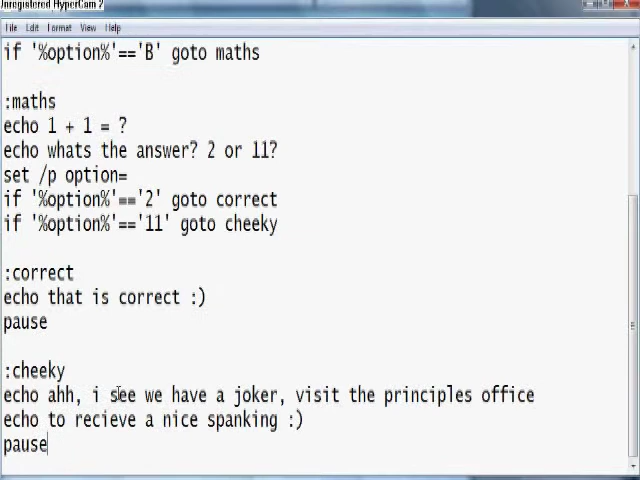 Unregistered HyperCam 2
File Edit Format View Help
if '%option%'=='B' goto maths
:maths
echo 1 + 1 = ?
echo whats the answer? 2 or 11?
set /p option=
if '%option%'=='2' goto correct
if '%option%'=='11' goto cheeky
:correct
echo that is correct :)
pause
:cheeky
echo ahh, i see we have a joker, visit the principles office
echo to recieve a nice spanking :)
pause